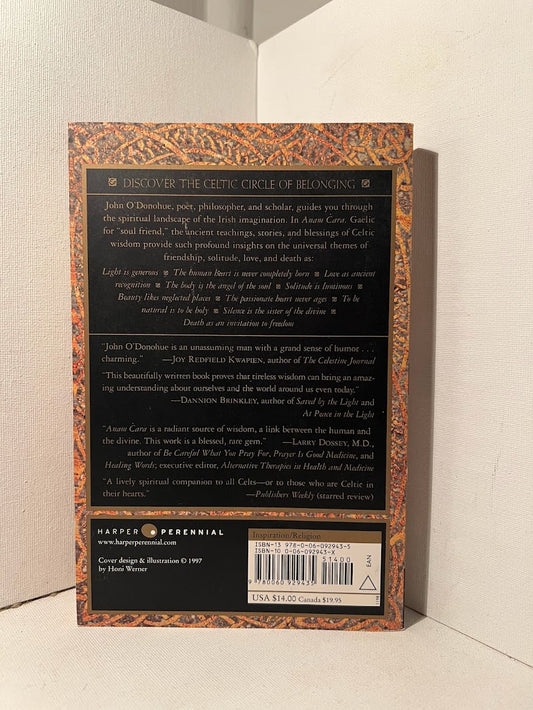 DISCOVER THE CELTIC CIRCLE OF BELONGING
John O'Donohue, poet, philosopher, and scholar, guides you through
the spiritual landscape of the Irish imagination. In Anam Cara, Gaelic
for "soul friend," the ancient teachings, stories, and blessings of Celtic
wisdom provide such profound insights on the universal themes of
friendship, solitude, love, and death as:
Light is generous The human heart is never completely born Love as ancient
recognition The body is the angel of the soul Solitude is luminous
Beauty likes neglected places The passionate heart never ages To be
natural is to be holy Silence is the sister of the divine
Death as an invitation to freedom
"John O'Donohue is an unassuming man with a grand sense of humor . . .
charming." —JOY REDFIELD KWAPIEN, author of The Celestine Journal
"This beautifully written book proves that tireless wisdom can bring an amaz-
ing understanding about ourselves and the world around us even today."
—DANNION BRINKLEY, author of Saved by the Light and
At Peace in the Light
"Anam Cara is a radiant source of wisdom, a link between the human and
the divine. This work is a blessed, rare gem." —LARRY DOSSEY, M.D.,
author of Be Careful What You Pray For, Prayer Is Good Medicine, and
Healing Words; executive editor, Alternative Therapies in Health and Medicine
"A lively spiritual companion to all Celts—or to those who are Celtic in
their hearts." —Publishers Weekly (starred review)
HARPER PERENNIAL
www.harperperennial.com
Cover design & illustration © 1997
by Honi Werner
Inspiration/Religion
ISBN-13 978-0-06-092943-5
ISBN-10 0-06-092943-X
51400
9 780060 929435
EAN
USA $14.00 Canada $19.95